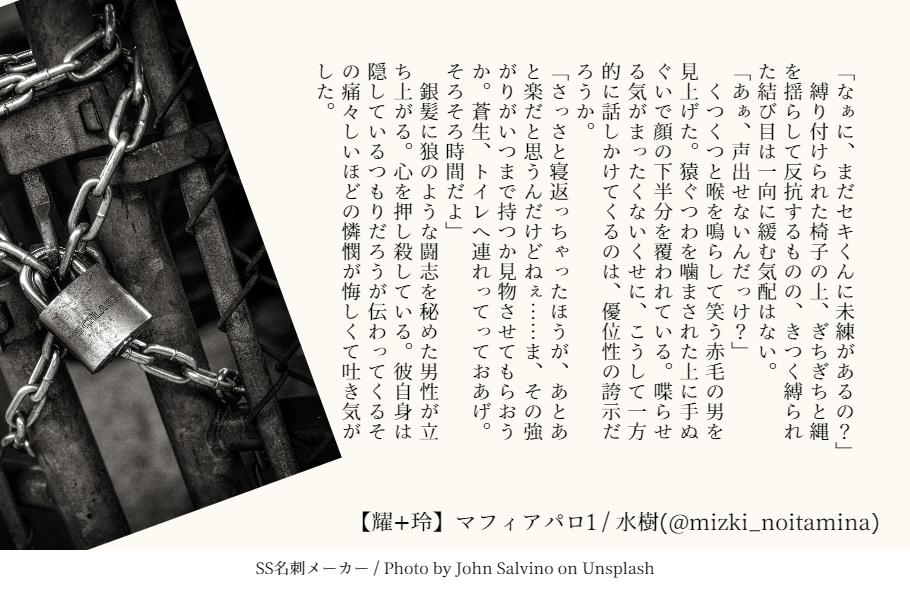 「なぁに、まだセキくんに未練があるの？」
　縛り付けられた椅子の上、ぎちぎちと縄
を揺らして反抗するものの、きつく縛られ
た結び目は一向に緩む気配はない。
「あぁ、声出せないんだっけ？」
　くつくつと喉を鳴らして笑う赤毛の男を
見上げた。猿ぐつわを噛まされた上に手ぬ
ぐいで顔の下半分を覆われている。喋らせ
る気がまったくないくせに、こうして一方
的に話しかけてくるのは、優位性の誇示だ
ろうか。
「さっさと寝返っちゃったほうが、あとあ
と楽だと思うんだけどねぇ……ま、その強
がりがいつまで持つか見物させてもらおう
か。蒼生、トイレへ連れってっておあげ。
そろそろ時間だよ」
　銀髪に狼のような闘志を秘めた男性が立
ち上がる。心を押し殺している。彼自身は
隠しているつもりだろうが伝わってくるそ
の痛々しいほどの憐憫が悔しくて吐き気が
した。
【耀+玲】マフィアパロ1 / 水樹(@mizki_noitamina)
SS名刺メーカー / Photo by John Salvino on Unsplash